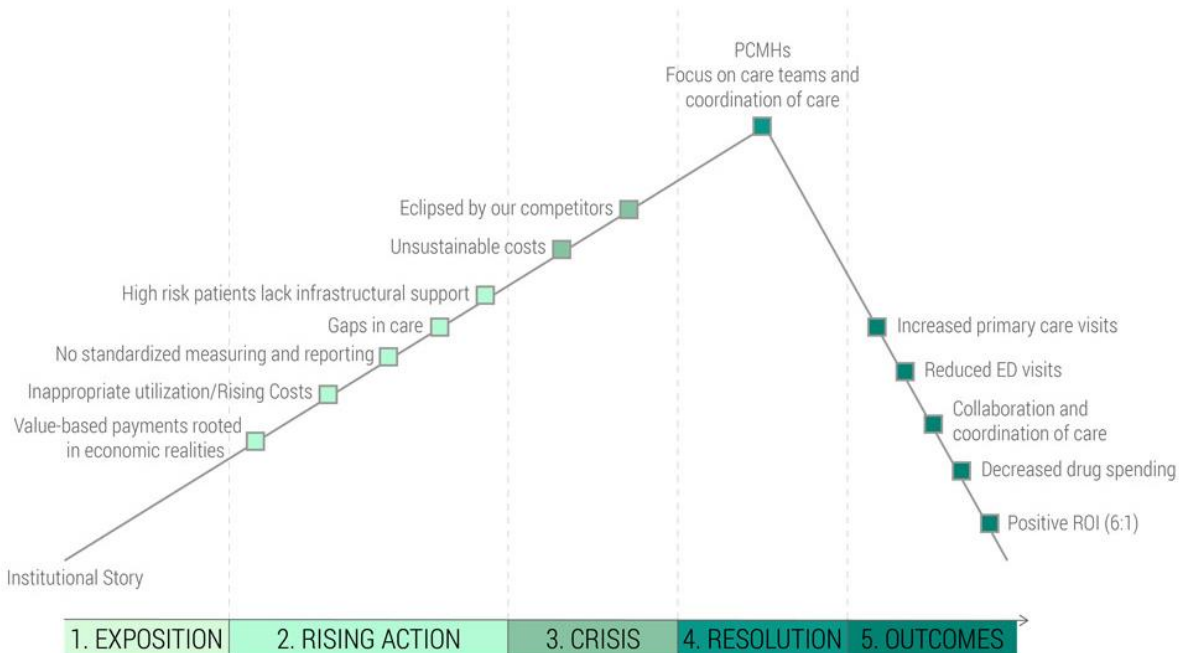 PCMHs
Focus on care teams and
coordination of care
Eclipsed by our competitors
Unsustainable costs
High risk patients lack infrastructural support
Gaps in care
No standardized measuring and reporting
Inappropriate utilization/Rising Costs
Value-based payments rooted
in economic realities
Institutional Story
Increased primary care visits
Reduced ED visits
Collaboration and
coordination of care
Decreased drug spending
Positive ROI (6:1)
1. EXPOSITION
2. RISING ACTION
3. CRISIS
4. RESOLUTION
5. OUTCOMES